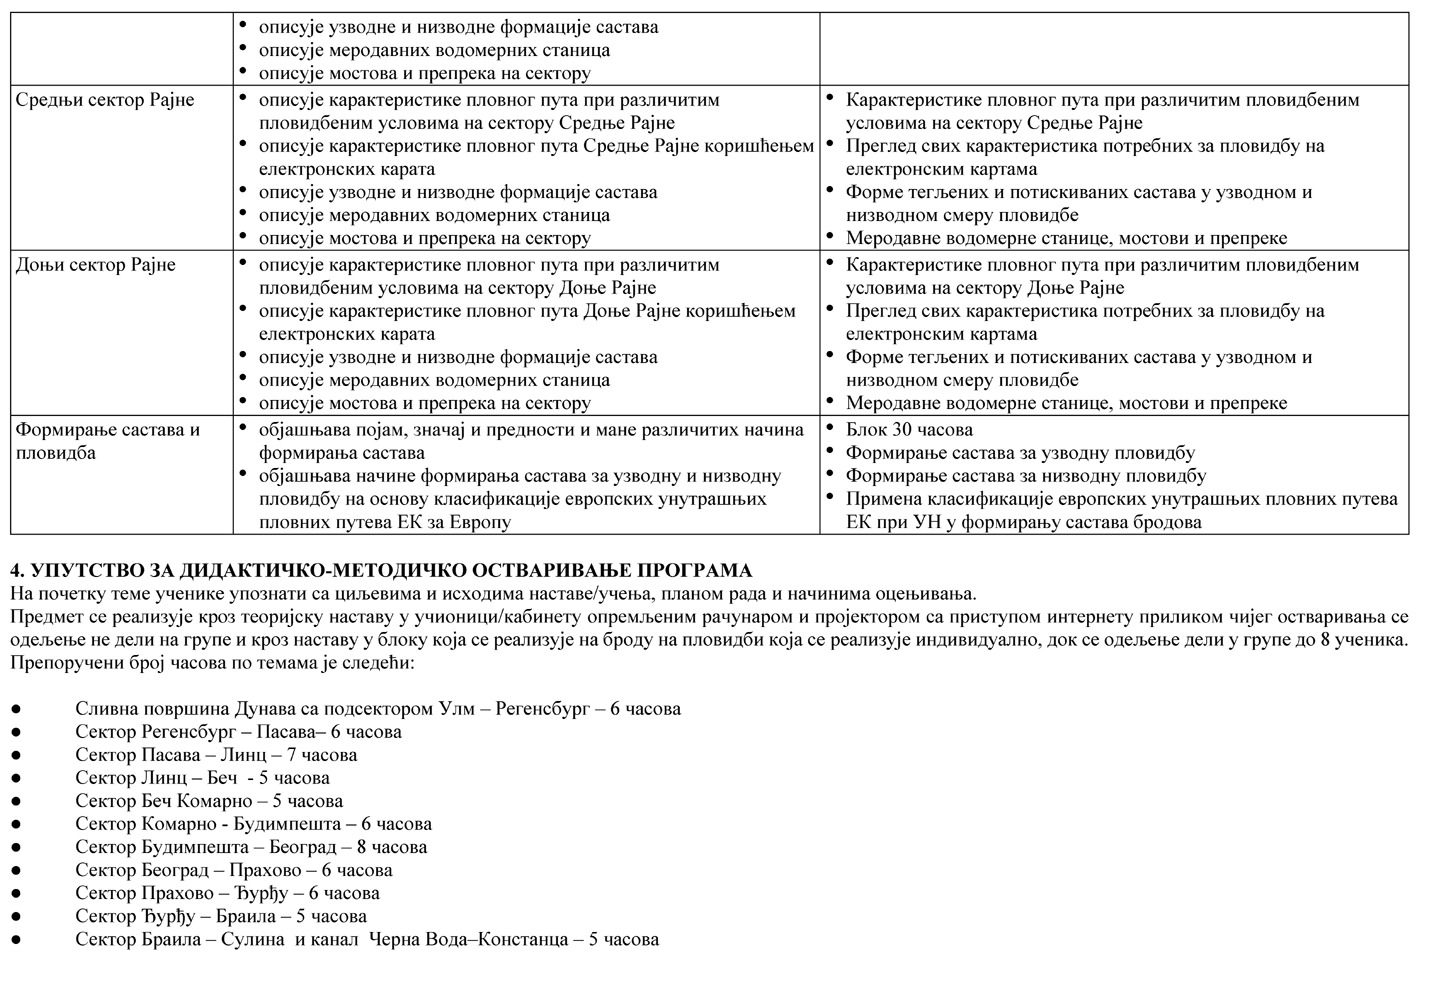 • описује узводне и низводне формације састава
• описује меродавних водомерних станица
• описује мостова и препрека на сектору
Средњи сектор Рајне
• описује карактеристике пловног пута при различитим
пловидбеним условима на сектору Средње Рајне
• описује карактеристике пловног пута Средње Рајне коришћењем
електронских карата
• описује узводне и низводне формације састава
• описује меродавних водомерних станица
• описује мостова и препрека на сектору
• Карактеристике пловног пута при различитим пловидбеним
условима на сектору Средње Рајне
• Преглед свих карактеристика потребних за пловидбу на
електронским картама
• Форме тегљених и потискиваних састава у узводном и
низводном смеру пловидбе
• Меродавне водомерне станице, мостови и препреке
Доњи сектор Рајне
• описује карактеристике пловног пута при различитим
пловидбеним условима на сектору Доње Рајне
• описује карактеристике пловног пута Доње Рајне коришћењем
електронских карата
• описује узводне и низводне формације састава
• описује меродавних водомерних станица
• описује мостова и препрека на сектору
• Карактеристике пловног пута при различитим пловидбеним
условима на сектору Доње Рајне
• Преглед свих карактеристика потребних за пловидбу на
електронским картама
• Форме тегљених и потискиваних састава у узводном и
низводном смеру пловидбе
• Меродавне водомерне станице, мостови и препреке
Формирање састава и
пловидба
• објашњава појам, значај и предности и мане различитих начина
формирања састава
• објашњава начине формирања састава за узводну и низводну
пловидбу на основу класификације европских унутрашњих
пловних путева ЕК за Европу
• Блок 30 часова
• Формирање састава за узводну пловидбу
• Формирање састава за низводну пловидбу
• Примена класификације европских унутрашњих пловних путева
ЕК при УН у формирању састава бродова
4. УПУТСТВО ЗА ДИДАКТИЧКО-МЕТОДИЧКО ОСТВАРИВАЊЕ ПРОГРАМА
На почетку теме ученике упознати са циљевима и исходима наставе/учења, планом рада и начинима оцењивања.
Предмет се реализује кроз теоријску наставу у учионици/кабинету опремљеним рачунаром и пројектором са приступом интернету приликом чијег остваривања се
одељење не дели на групе и кроз наставу у блоку која се реализује на броду на пловидби која се реализује индивидуално, док се одељење дели у групе до 8 ученика.
Препоручени број часова по темама је следећи:
● Сливна површина Дунава са подсектором Улм – Регенсбург – 6 часова
● Сектор Регенсбург – Пасава– 6 часова
● Сектор Пасава – Линц – 7 часова
● Сектор Линц – Беч - 5 часова
● Сектор Беч Комарно – 5 часова
● Сектор Комарно - Будимпешта – 6 часова
● Сектор Будимпешта – Београд – 8 часова
● Сектор Београд – Прахово – 6 часова
● Сектор Прахово – Ђурђу – 6 часова
● Сектор Ђурђу – Браила – 5 часова
● Сектор Браила – Сулина и канал Черна Вода–Констанца – 5 часова